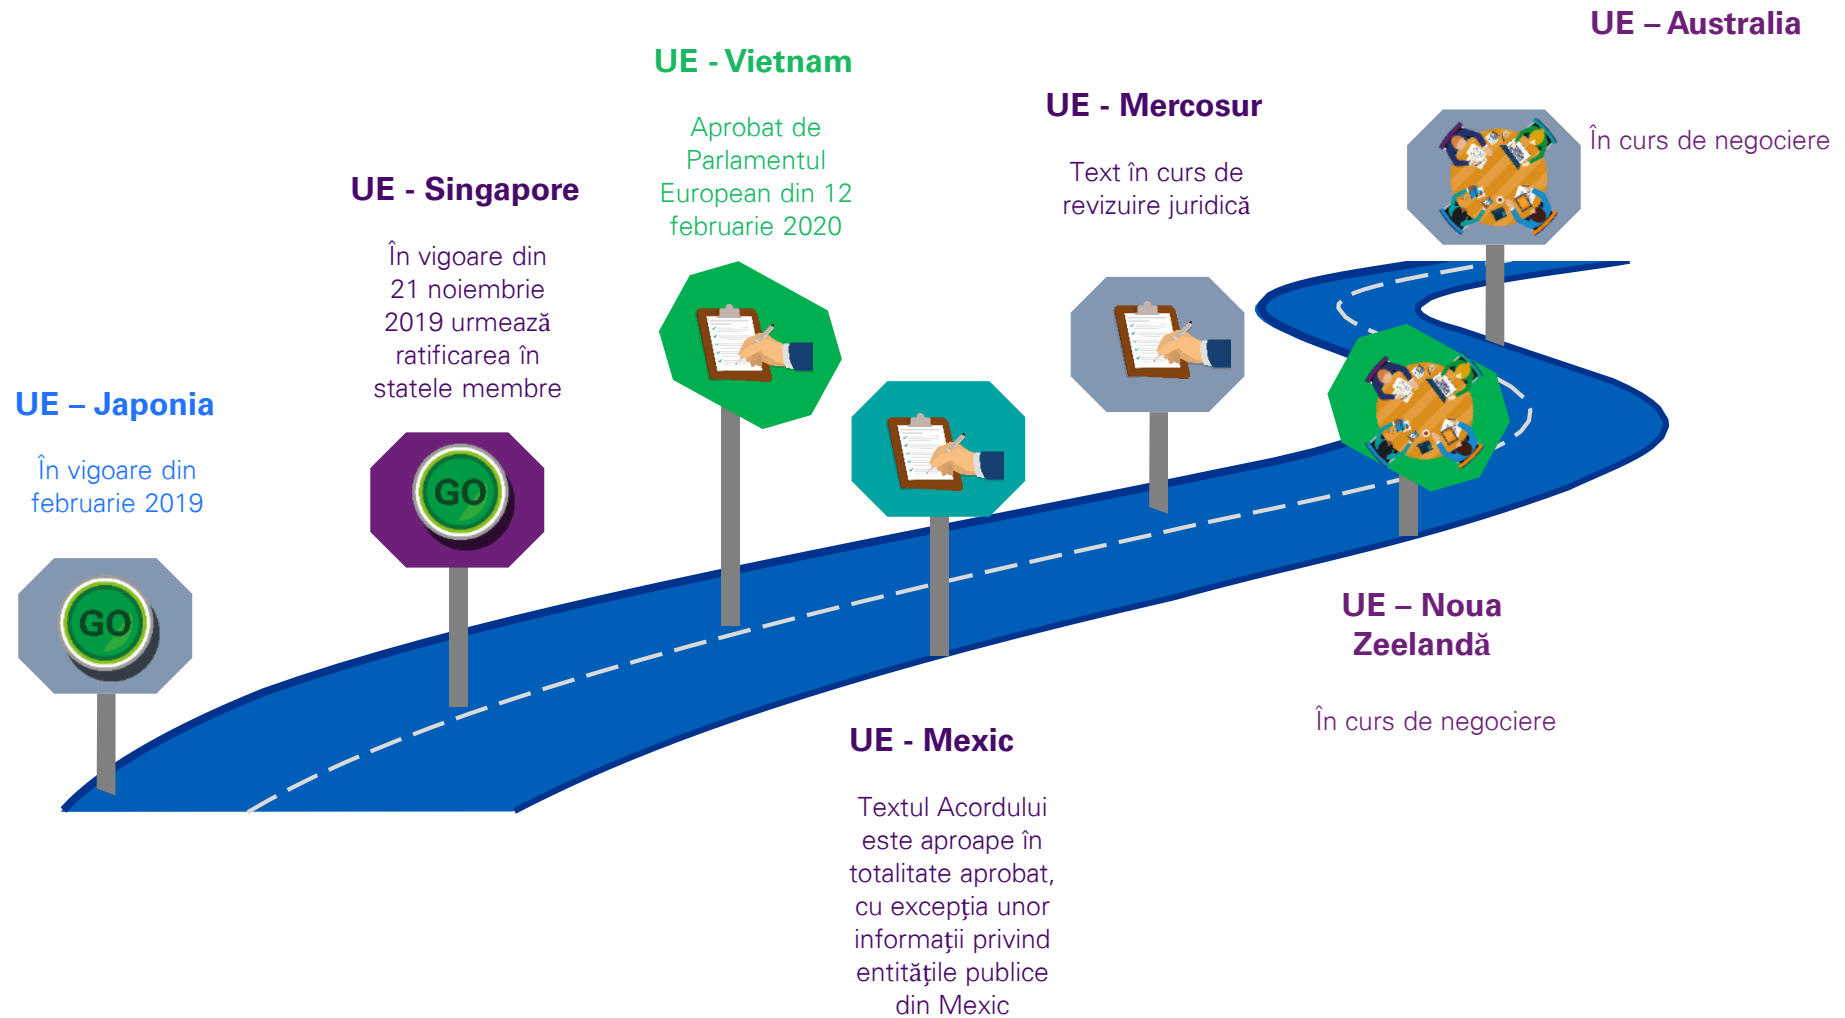 UE – Australia
În curs de negociere
UE - Mercosur
Text în curs de
revizuire juridică
UE - Vietnam
Aprobat de
Parlamentul
European din 12
februarie 2020
UE - Singapore
În vigoare din
21 noiembrie
2019 urmează
ratificarea în
statele membre
UE – Japonia
În vigoare din
februarie 2019
GO
GO
UE – Noua
Zeelandă
În curs de negociere
UE - Mexic
Textul Acordului
este aproape în
totalitate aprobat,
cu excepția unor
informații privind
entitățile publice
din Mexic